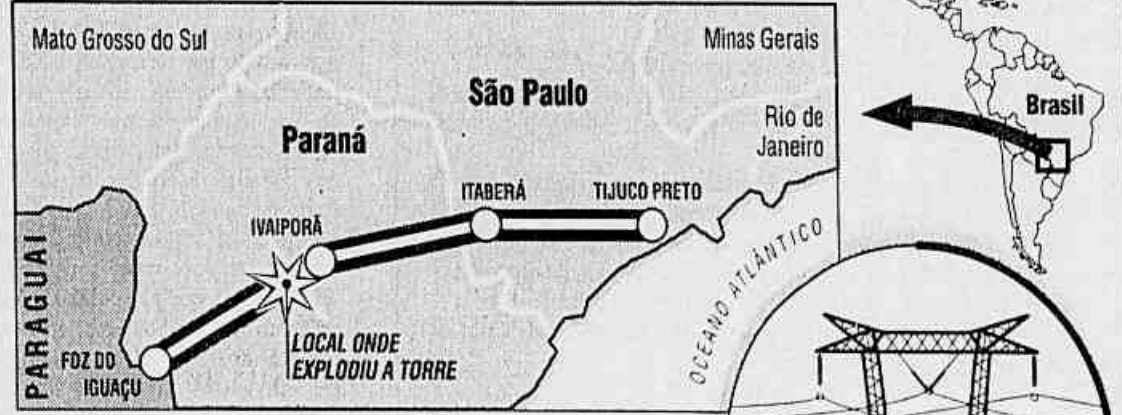 Mato Grosso do Sul
Minas Gerais
São Paulo
Brasil
Rio de
Janeiro
Paraná
ITABERÁ
TIJUCO PRETO
IVAIPORÃ
OCEANO ATLÂNTICO
PARAGUAI
LOCAL ONDE
EXPLODIU A TORRE
FOZ DO
IGUAÇU